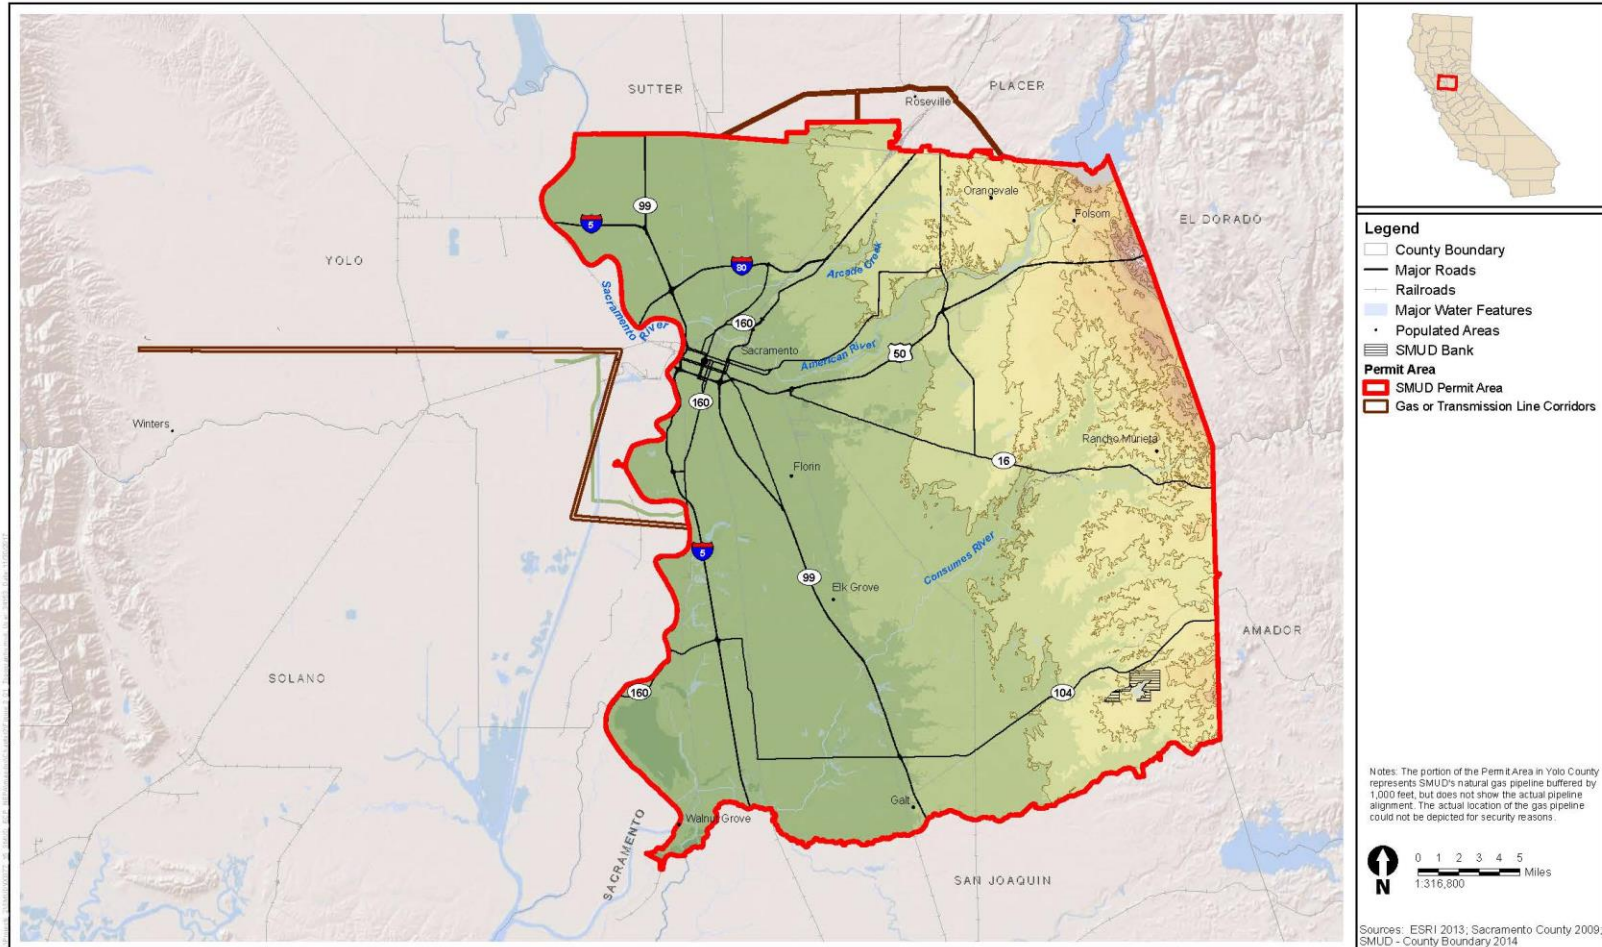 SUTTER
PLACER
Roseville
99
Orangevale
Folsom
EL DORADO
5
YOLO
80
Arcade Creek
Sacramento River
160
Sacramento
American River
50
160
Winters
Rancho Murieta
16
Florin
5
Consumes River
99
Elk Grove
AMADOR
SOLANO
160
104
Galt
Walnut Grove
SACRAMENTO
SAN JOAQUIN
Legend
County Boundary
Major Roads
Railroads
Major Water Features
Populated Areas
SMUD Bank
Permit Area
SMUD Permit Area
Gas or Transmission Line Corridors
Notes: The portion of the Permit Area in Yolo County
represents SMUD's natural gas pipeline buffered by
1,000 feet, but does not show the actual pipeline
alignment. The actual location of the gas pipeline
could not be depicted for security reasons.
N
0 1 2 3 4 5
Miles
1:316,800
Sources: ESRI 2013; Sacramento County 2009;
SMUD - County Boundary 2014